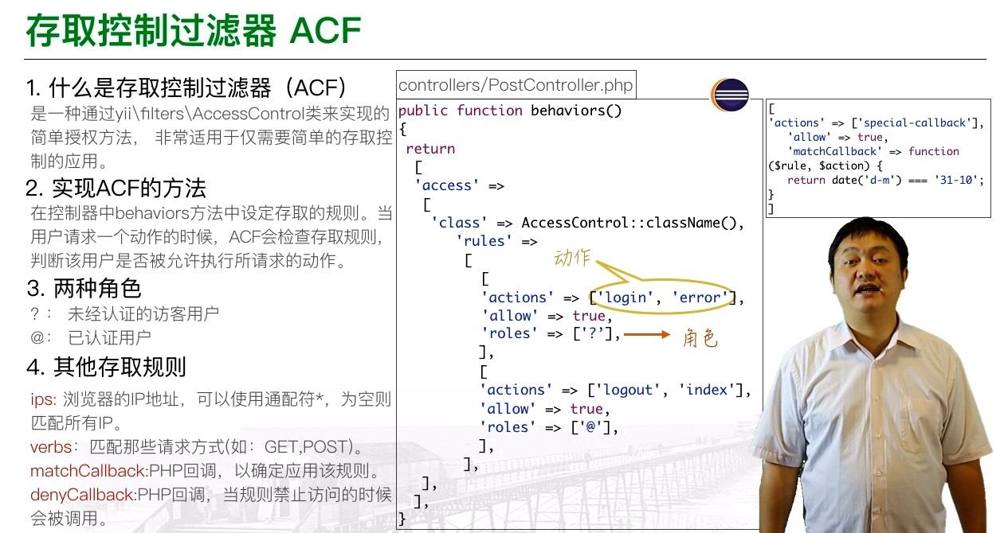 存取控制过滤器 ACF
1. 什么是存取控制过滤器（ACF）
是一种通过yii\filters\AccessControl类来实现的
简单授权方法， 非常适用于仅需要简单的存取控
制的应用。
2. 实现ACF的方法
在控制器中behaviors方法中设定存取的规则。当
用户请求一个动作的时候，ACF会检查存取规则，
判断该用户是否被允许执行所请求的动作。
3. 两种角色
？： 未经认证的访客用户
@： 已认证用户
4. 其他存取规则
ips: 浏览器的IP地址，可以使用通配符*，为空则
匹配所有IP。
verbs：匹配那些请求方式(如：GET,POST)。
matchCallback:PHP回调，以确定应用该规则。
denyCallback:PHP回调，当规则禁止访问的时候
会被调用。
controllers/PostController.php
public function behaviors()
{
return
[
'access' =>
[
'class' => AccessControl::className(),
'rules' =>
[
动作
[
'actions' => ['login', 'error'],
'allow' => true,
'roles' => ['?’],
角色
],
[
'actions' => ['logout', 'index'],
'allow' => true,
'roles' => ['@'],
],
],
],
],
}
[
'actions' => ['special-callback'],
'allow' => true,
'matchCallback' => function
($rule, $action) {
return date('d-m') === '31-10';
}
]